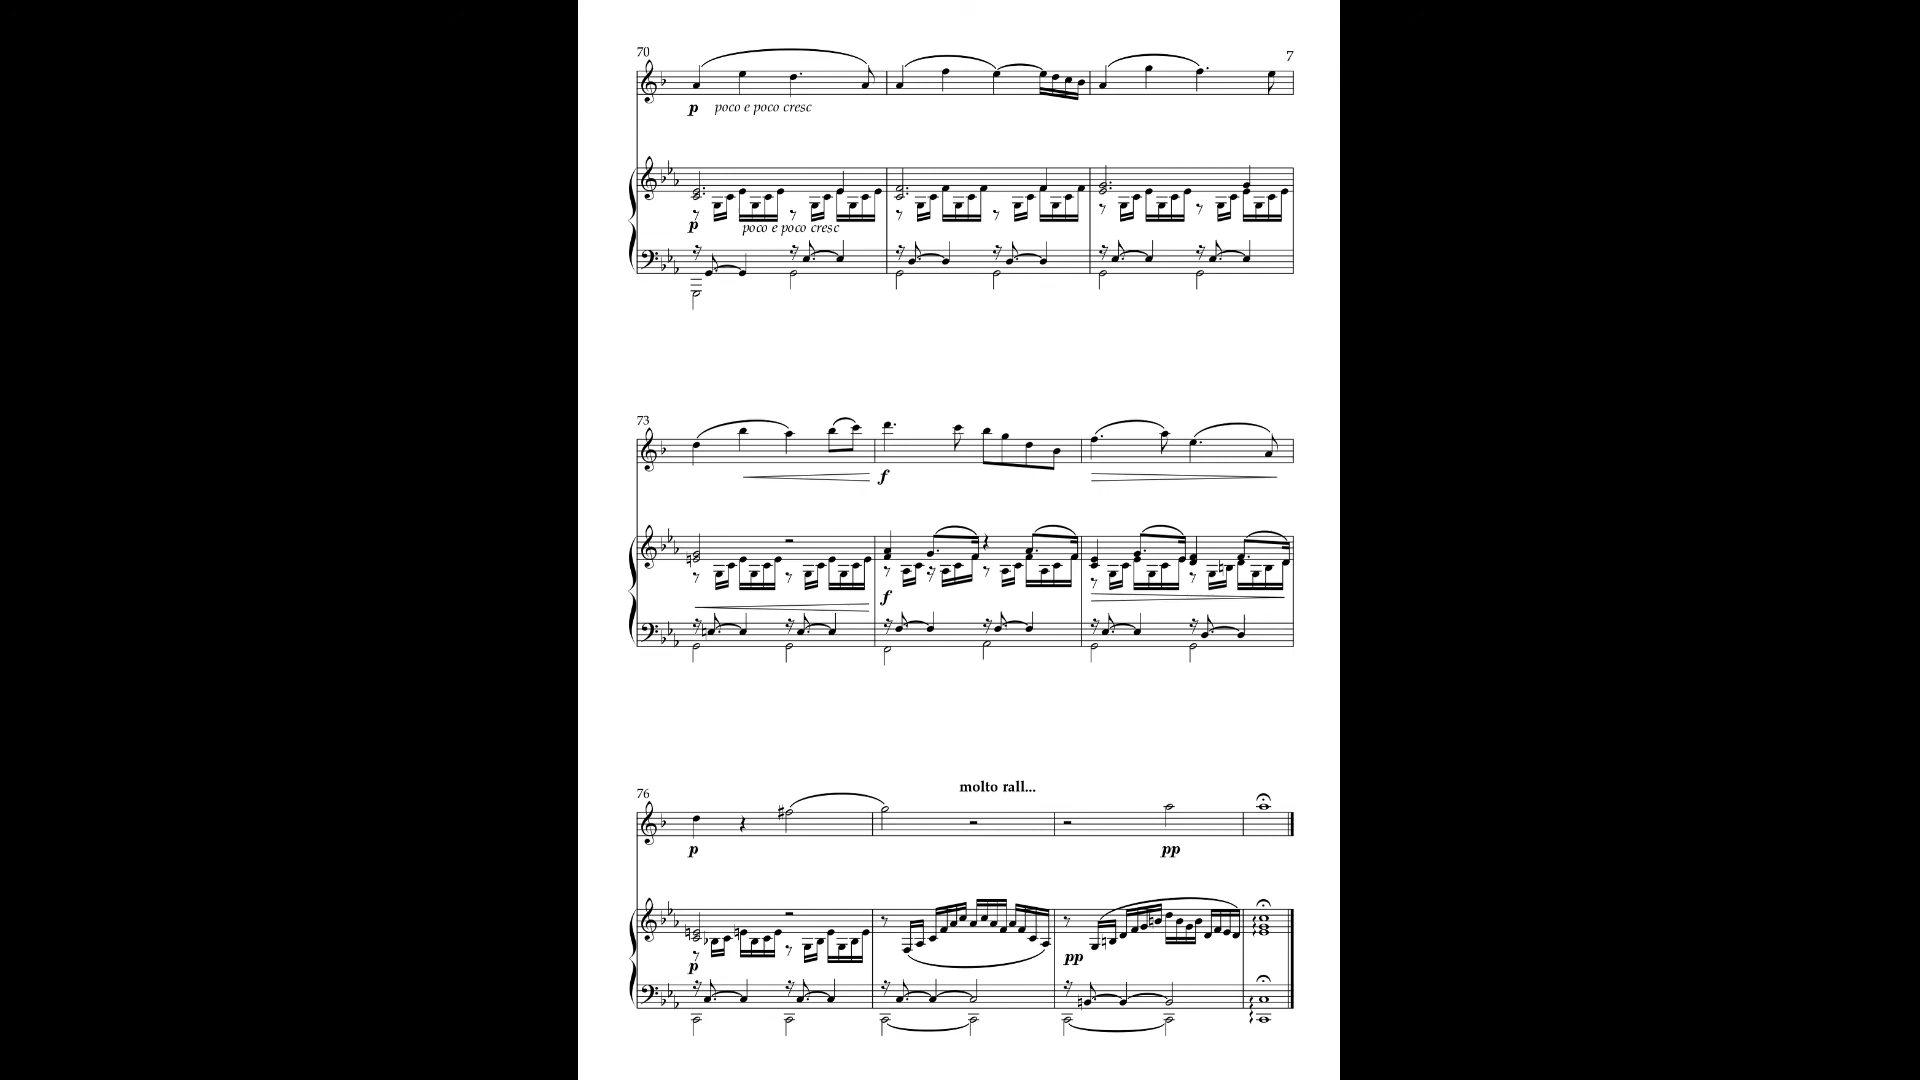 70
7
p poco e poco cresc
p
poco e poco cresc
73
f
f
76
molto rall...
p
pp
p
pp